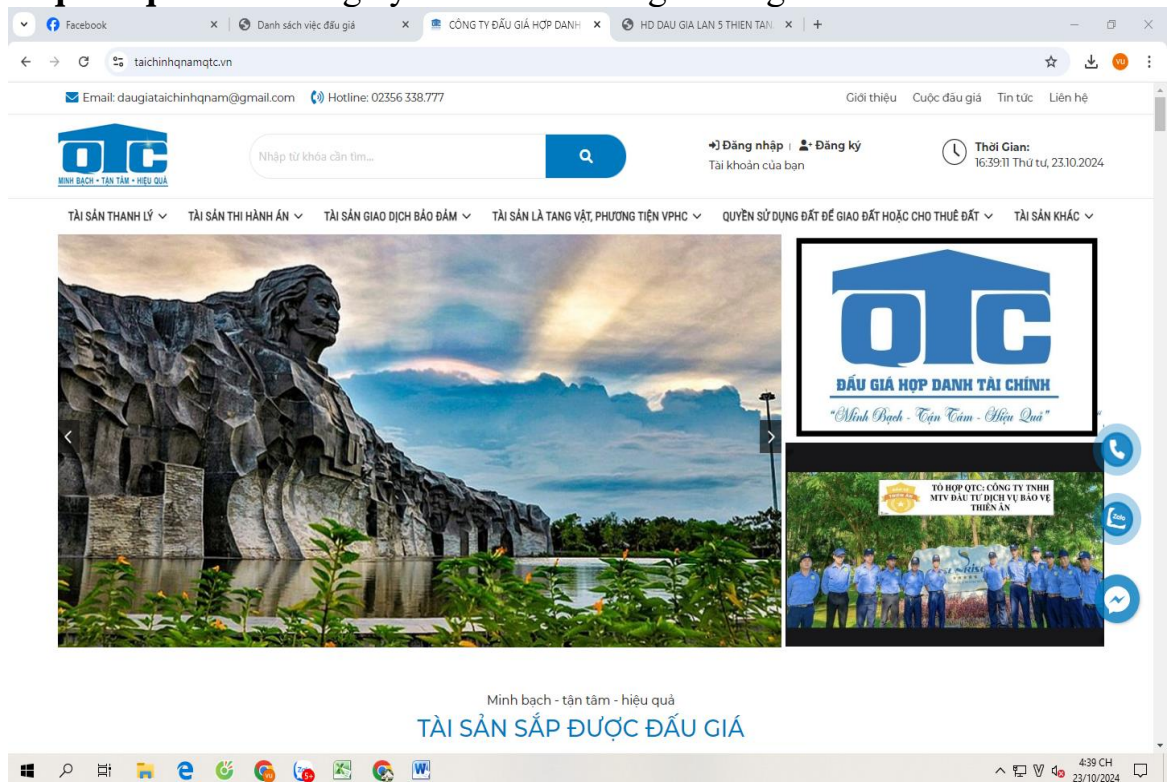 Facebook
Danh sách việc đấu giá
CÔNG TY ĐẤU GIÁ HỢP DANH
HD DAU GIA LAN 5 THIEN TAN
taichinhqnamqtc.vn
VU
Email: daugiataichinhqnam@gmail.com
Hotline: 02356 338.777
Giới thiệu
Cuộc đấu giá
Tin tức
Liên hệ
QTC
MINH BẠCH - TẬN TÂM - HIỆU QUẢ
Nhập từ khóa cần tìm...
Đăng nhập | Đăng ký
Tài khoản của bạn
Thời Gian:
16:39:11 Thứ tư, 23.10.2024
TÀI SẢN THANH LÝ
TÀI SẢN THI HÀNH ÁN
TÀI SẢN GIAO DỊCH BẢO ĐẢM
TÀI SẢN LÀ TANG VẬT, PHƯƠNG TIỆN VPHC
QUYỀN SỬ DỤNG ĐẤT ĐỂ GIAO ĐẤT HOẶC CHO THUÊ ĐẤT
TÀI SẢN KHÁC
QTC
ĐẤU GIÁ HỢP DANH TÀI CHÍNH
"Minh Bạch - Tận Tâm - Hiệu Quả"
TỔ HỢP QTC: CÔNG TY TNHH
MTV ĐẦU TƯ DỊCH VỤ BẢO VỆ
THIÊN ÂN
Zalo
Minh bạch - tận tâm - hiệu quả
TÀI SẢN SẮP ĐƯỢC ĐẤU GIÁ
5+
4:39 CH
23/10/2024